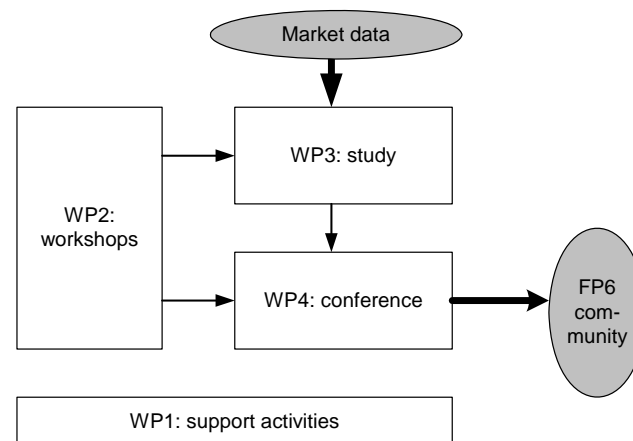 Market data
WP3: study
WP2:
workshops
WP4: conference
FP6
com-
munity
WP1: support activities